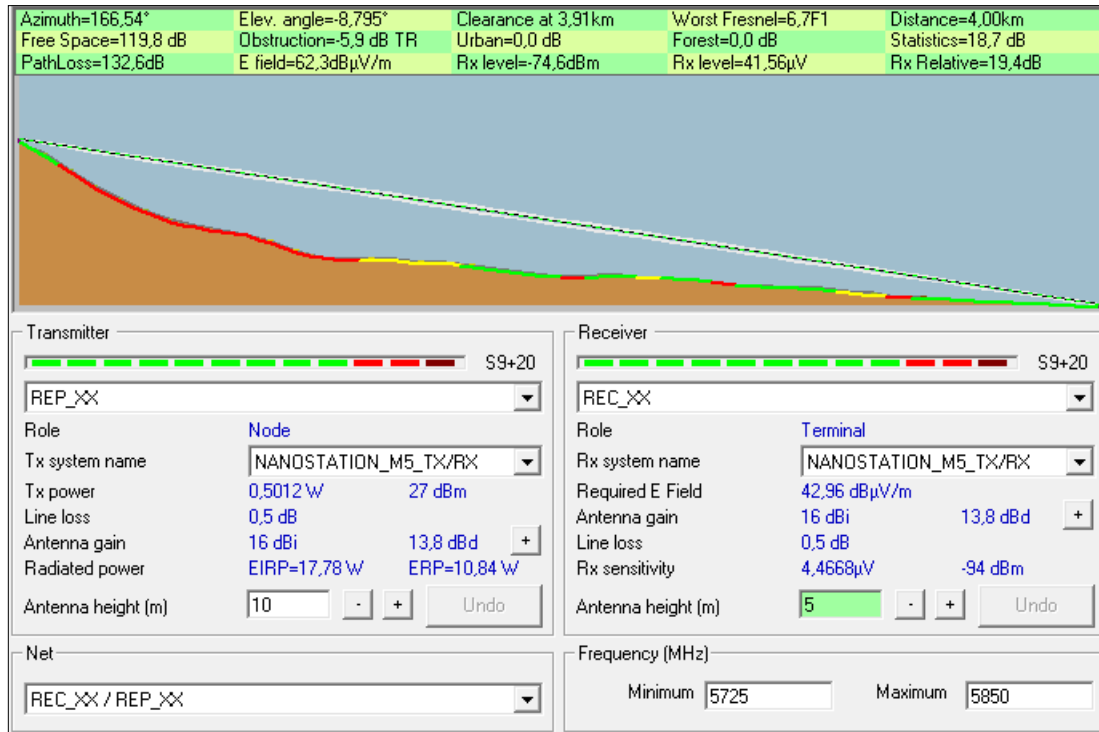 Azimuth=166,54° Elev. angle=-8,795° Clearance at 3,91km Worst Fresnel=6,7F1 Distance=4,00km
Free Space=119,8 dB Obstruction=-5,9 dB TR Urban=0,0 dB Forest=0,0 dB Statistics=18,7 dB
PathLoss=132,6dB E field=62,3dBµV/m Rx level=-74,6dBm Rx level=41,56µV Rx Relative=19,4dB
Transmitter
S9+20
REP_XX
Role Node
Tx system name NANOSTATION_M5_TX/RX
Tx power 0,5012 W 27 dBm
Line loss 0,5 dB
Antenna gain 16 dBi 13,8 dBd +
Radiated power EIRP=17,78 W ERP=10,84 W
Antenna height (m) 10 - + Undo
Receiver
S9+20
REC_XX
Role Terminal
Rx system name NANOSTATION_M5_TX/RX
Required E Field 42,96 dBµV/m
Antenna gain 16 dBi 13,8 dBd +
Line loss 0,5 dB
Rx sensitivity 4,4668µV -94 dBm
Antenna height (m) 5 - + Undo
Net
REC_XX / REP_XX
Frequency (MHz)
Minimum 5725 Maximum 5850